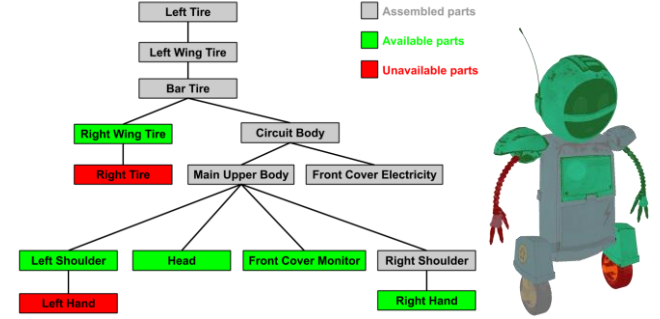 Left Tire
Assembled parts
Left Wing Tire
Available parts
Unavailable parts
Bar Tire
Right Wing Tire
Circuit Body
Right Tire
Main Upper Body
Front Cover Electricity
Left Shoulder
Head
Front Cover Monitor
Right Shoulder
Left Hand
Right Hand